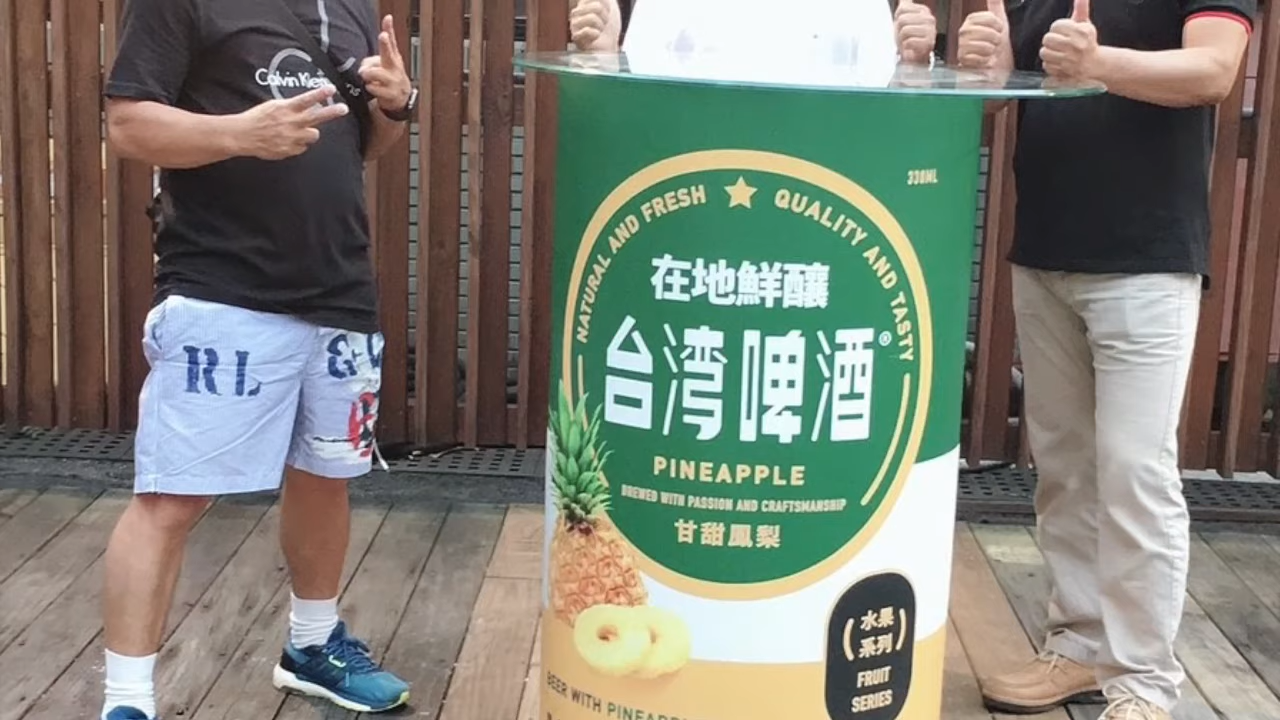 Calvin Klein
RL
330ML
NATURAL AND FRESH ★ QUALITY AND TASTY
在地鮮釀
台湾啤酒®
PINEAPPLE
BREWED WITH PASSION AND CRAFTSMANSHIP
甘甜鳳梨
水果
系列
FRUIT
SERIES
BEER WITH PINEAPP